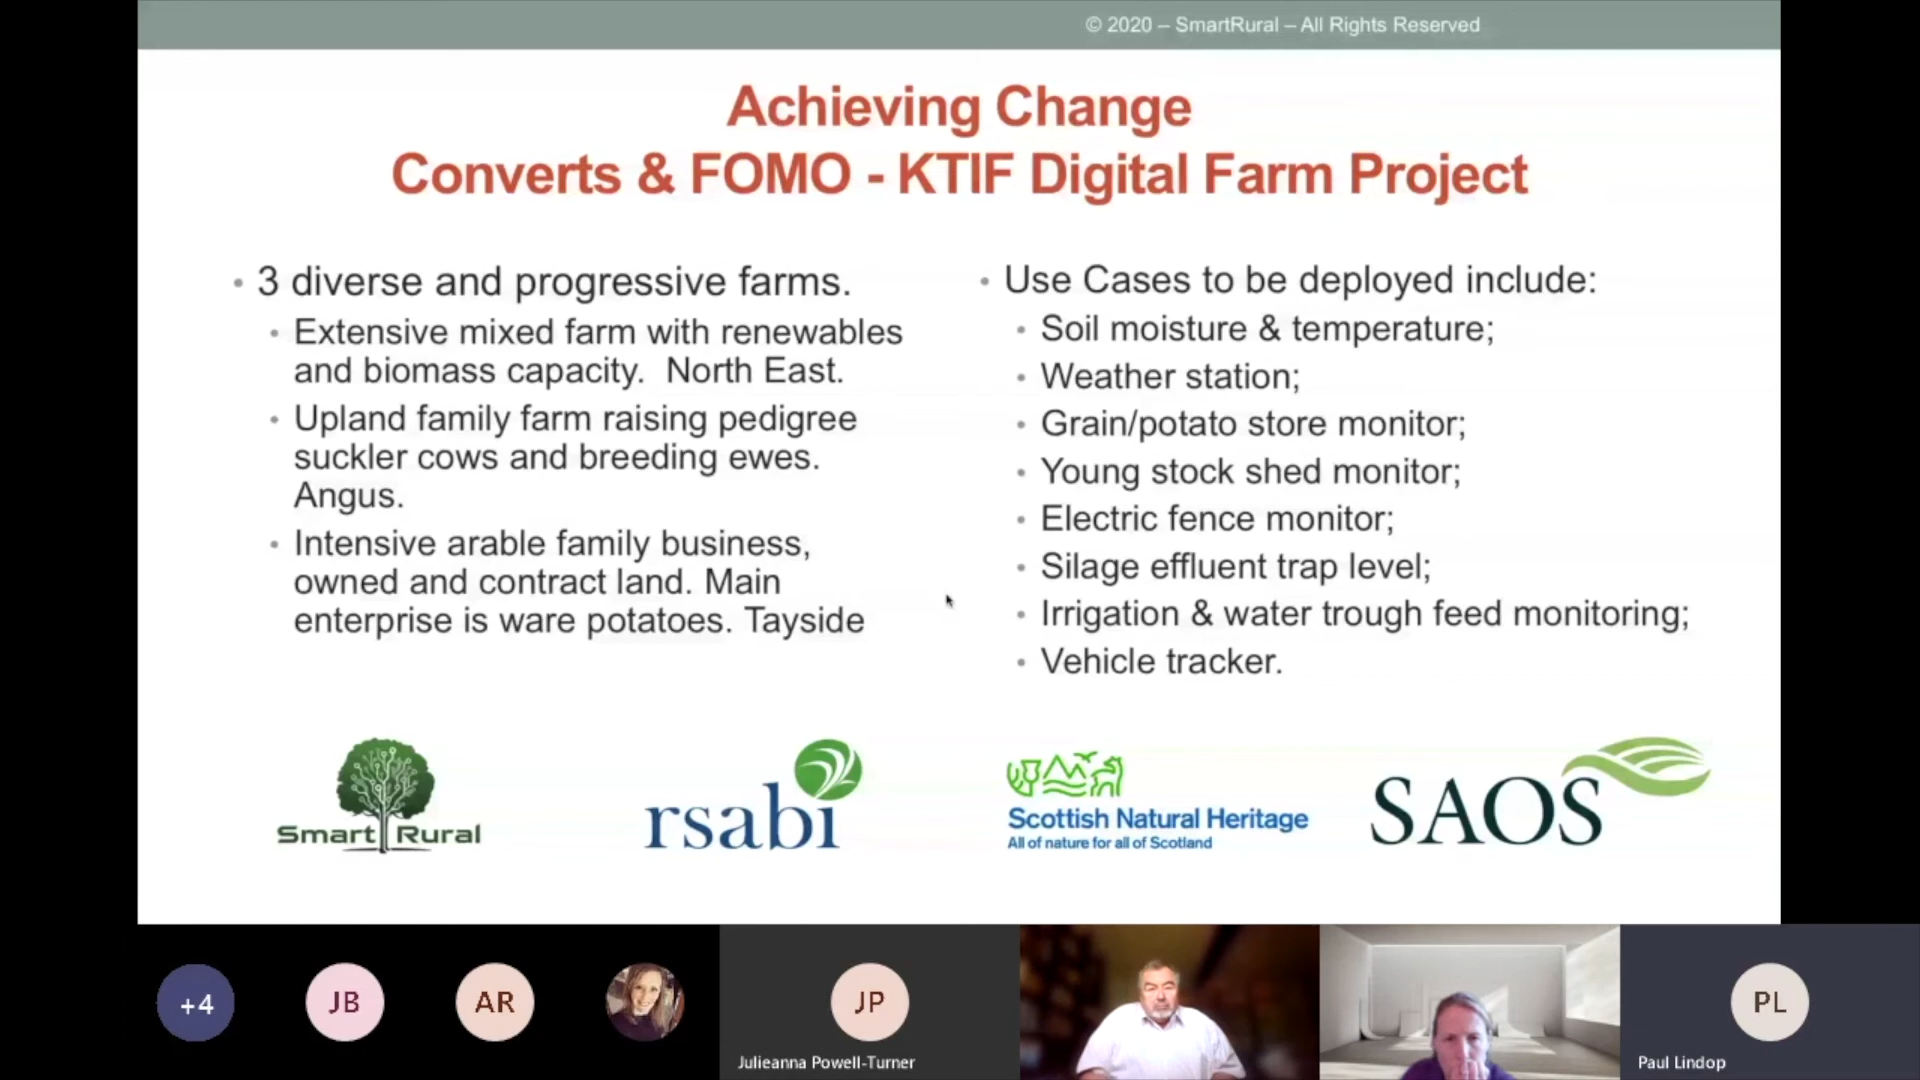 © 2020 – SmartRural – All Rights Reserved
Achieving Change
Converts & FOMO - KTIF Digital Farm Project
• 3 diverse and progressive farms.
• Extensive mixed farm with renewables
and biomass capacity.  North East.
• Upland family farm raising pedigree
suckler cows and breeding ewes.
Angus.
• Intensive arable family business,
owned and contract land. Main
enterprise is ware potatoes. Tayside
• Use Cases to be deployed include:
• Soil moisture & temperature;
• Weather station;
• Grain/potato store monitor;
• Young stock shed monitor;
• Electric fence monitor;
• Silage effluent trap level;
• Irrigation & water trough feed monitoring;
• Vehicle tracker.
Smart Rural
rsabi
Scottish Natural Heritage
All of nature for all of Scotland
SAOS
+4
JB
AR
JP
Julieanna Powell-Turner
PL
Paul Lindop